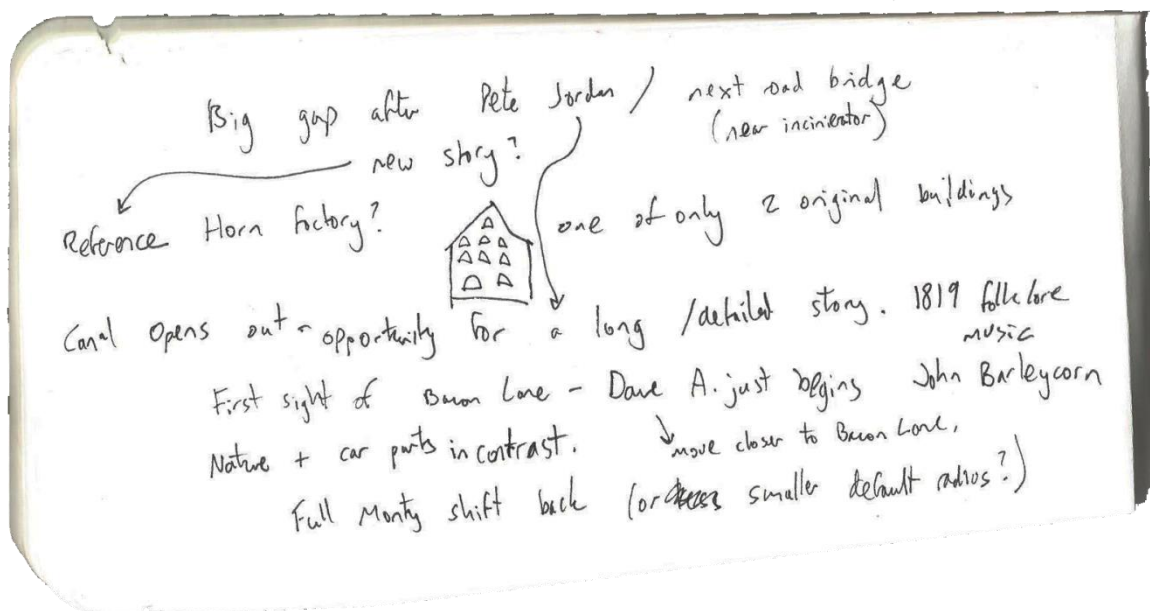 Big gap after Pete Jordan / next road bridge
(near incinierator)
new story?
Reference Horn Factory?
one of only 2 original buildings
Canal opens out - opportunity for a long / detailed story. 1819 folklore
music
First sight of Bacon Lane - Dave A. just begins John Barleycorn
Nature + car parts in contrast.
move closer to Bacon Lane.
Full Monty shift back (or smaller default radius?)